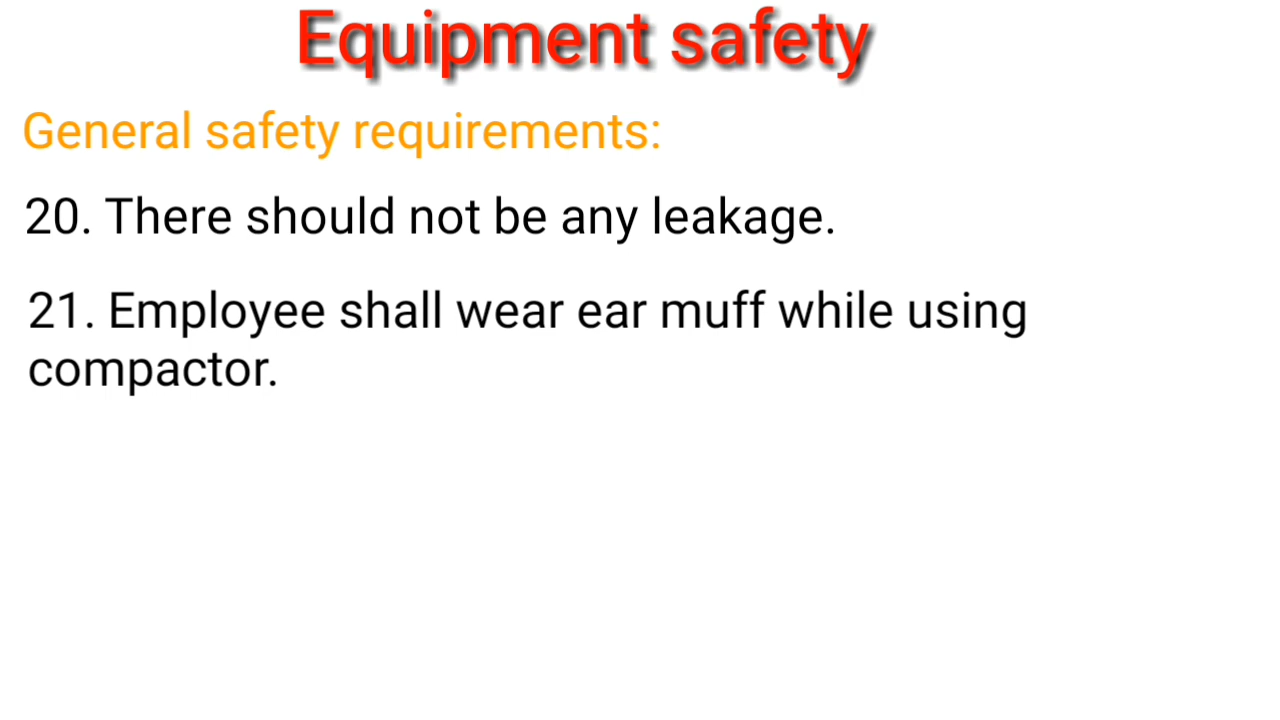 Equipment safety
General safety requirements:
20. There should not be any leakage.
21. Employee shall wear ear muff while using
compactor.